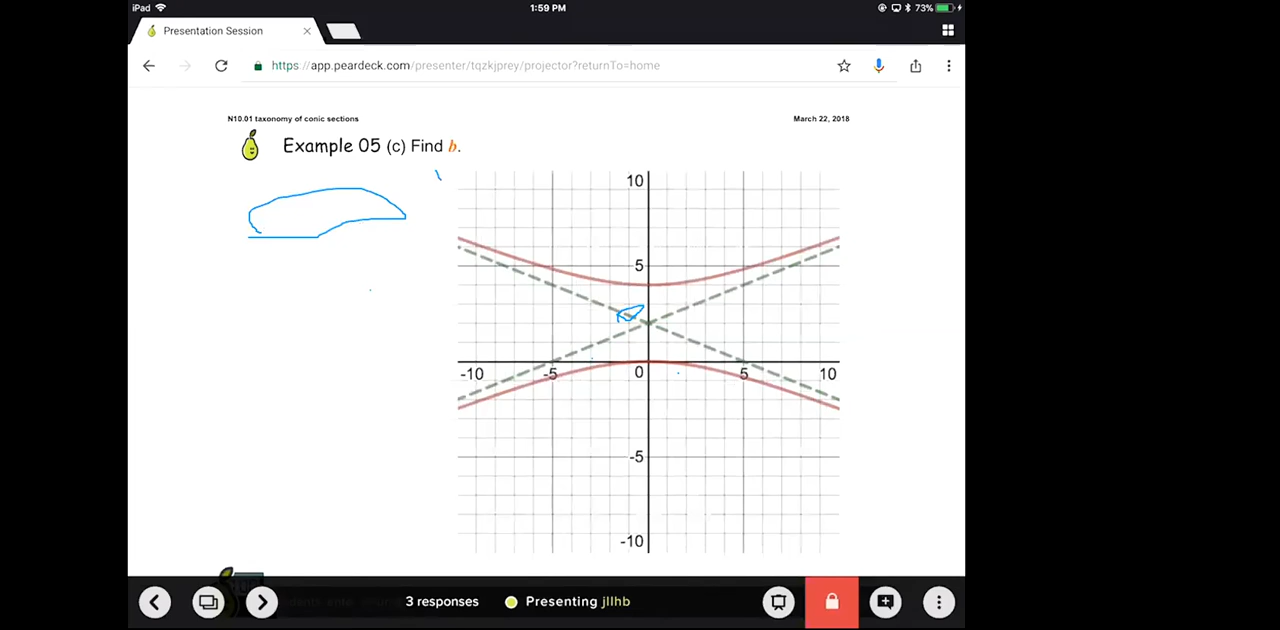 iPad 1:59 PM 73%
Presentation Session
https://app.peardeck.com/presenter/tqzkjprey/projector?returnTo=home
N10.01 taxonomy of conic sections March 22, 2018
Example 05 (c) Find b.
10
5
-10 -5 0 5 10
-5
-10
3 responses Presenting jllhb